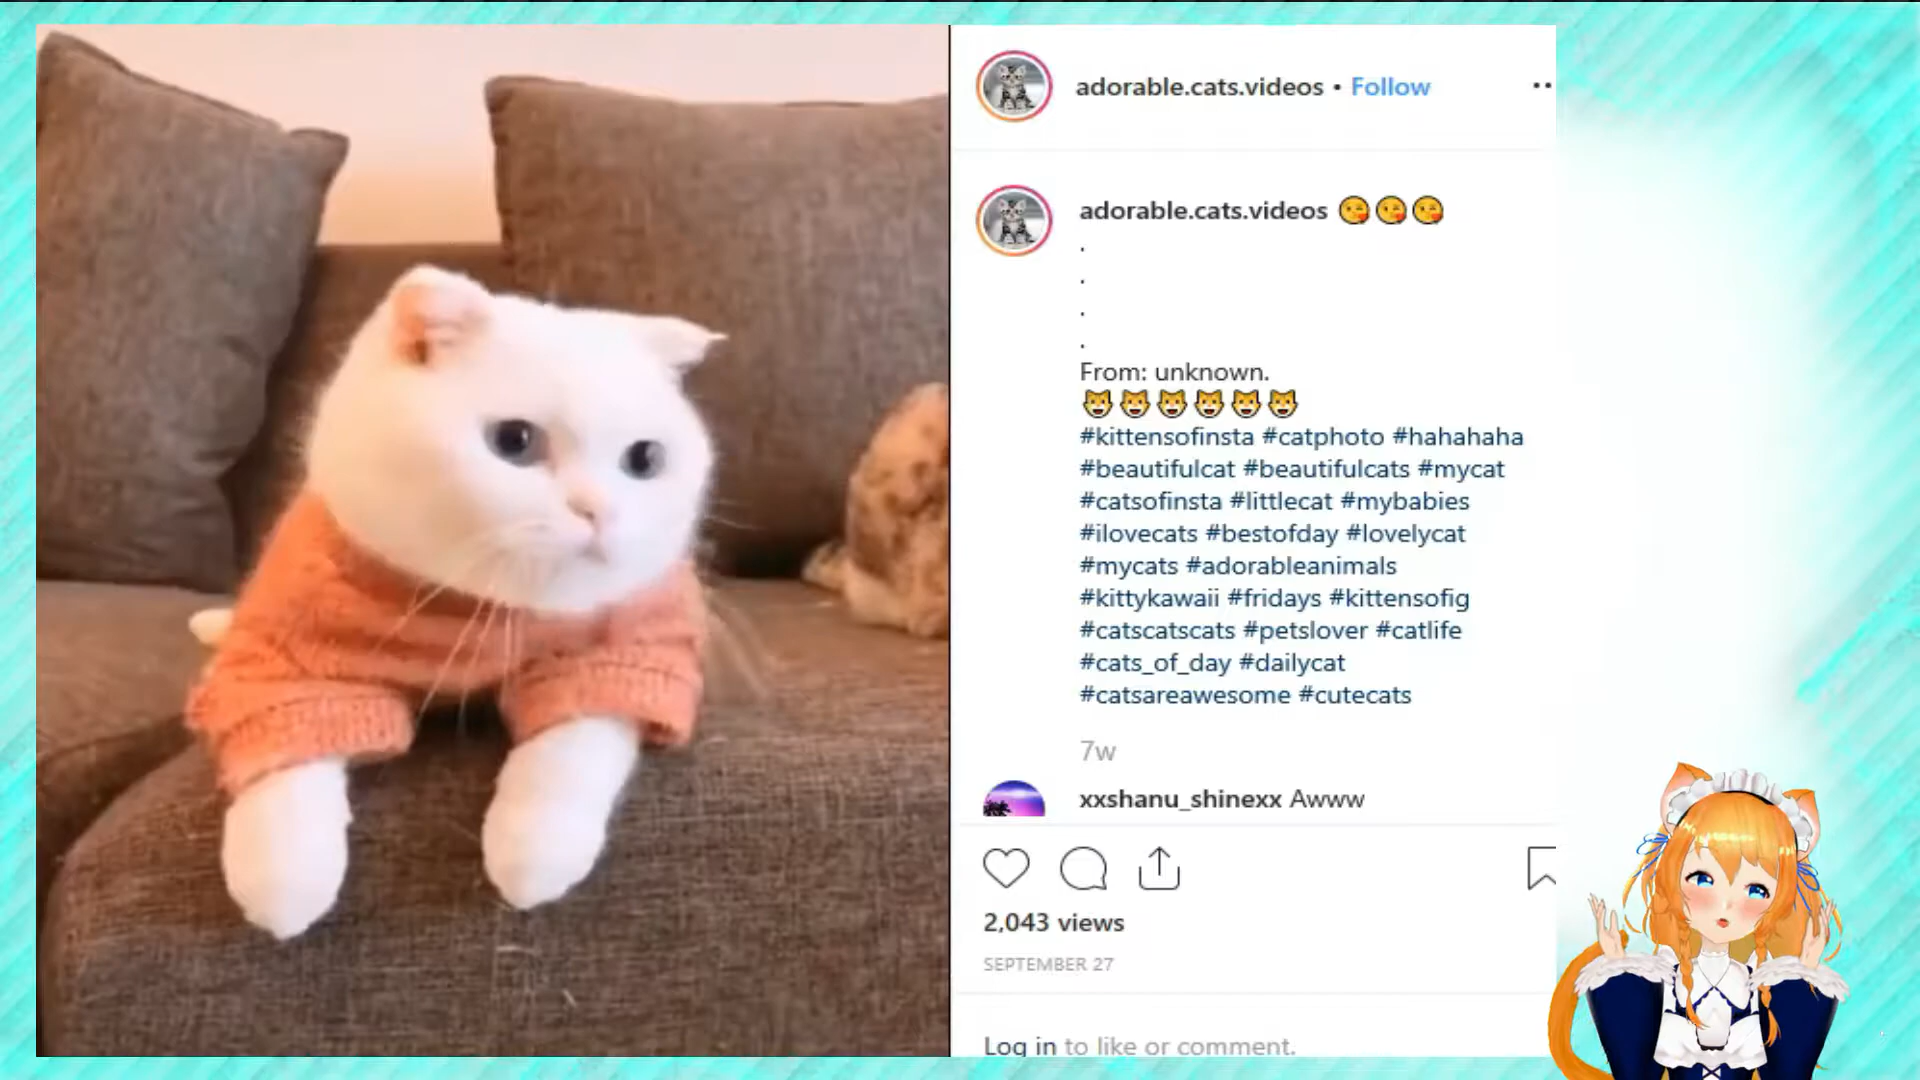 adorable.cats.videos • Follow
adorable.cats.videos 😘😘😘
.
.
.
.
From: unknown.
😺😺😺😺😺😺
#kittensofinsta #catphoto #hahahaha
#beautifulcat #beautifulcats #mycat
#catsofinsta #littlecat #mybabies
#ilovecats #bestofday #lovelycat
#mycats #adorableanimals
#kittykawaii #fridays #kittensofig
#catscatscats #petslover #catlife
#cats_of_day #dailycat
#catsareawesome #cutecats
7w
xxshanu_shinexx Awww
2,043 views
SEPTEMBER 27
Log in to like or comment.